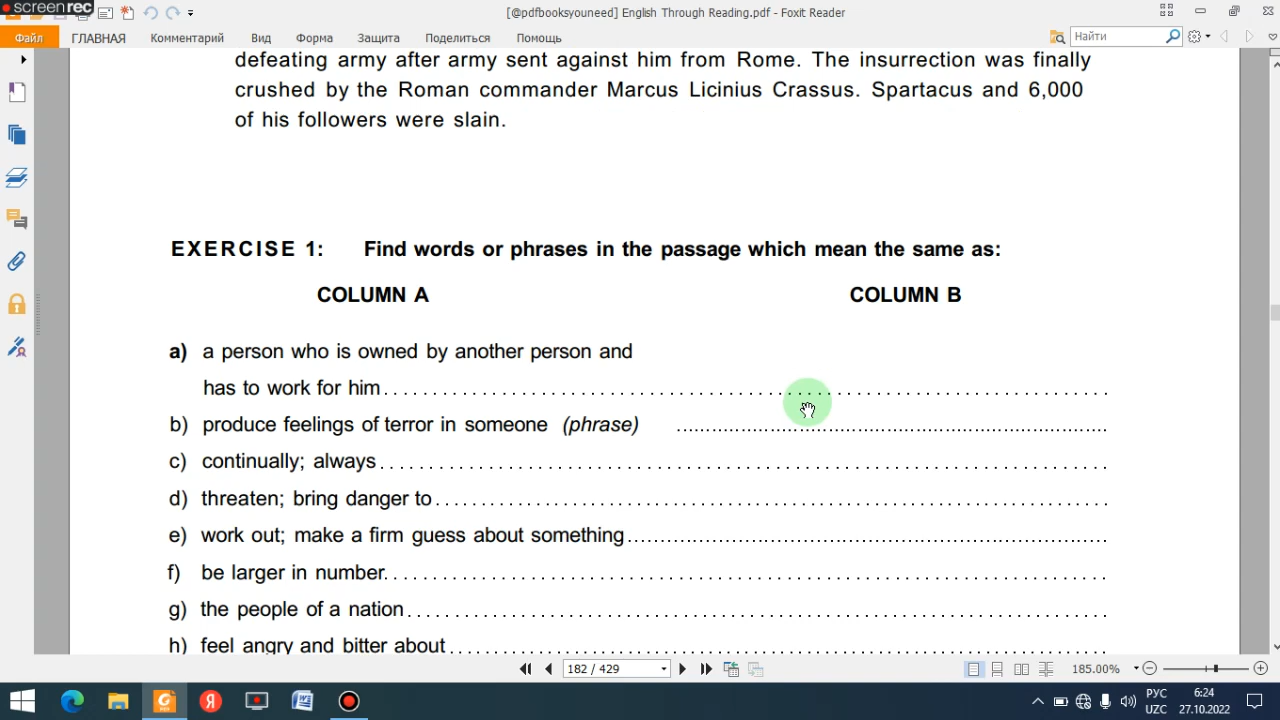 screenrec
[@pdfbooksyouneed] English Through Reading.pdf - Foxit Reader
Файл ГЛАВНАЯ Комментарий Вид Форма Защита Поделиться Помощь Найти
defeating army after army sent against him from Rome. The insurrection was finally
crushed by the Roman commander Marcus Licinius Crassus. Spartacus and 6,000
of his followers were slain.
EXERCISE 1: Find words or phrases in the passage which mean the same as:
COLUMN A COLUMN B
a) a person who is owned by another person and
has to work for him
b) produce feelings of terror in someone (phrase)
c) continually; always
d) threaten; bring danger to
e) work out; make a firm guess about something
f) be larger in number
g) the people of a nation
h) feel angry and bitter about
182 / 429 185.00%
РУС 6:24
UZC 27.10.2022